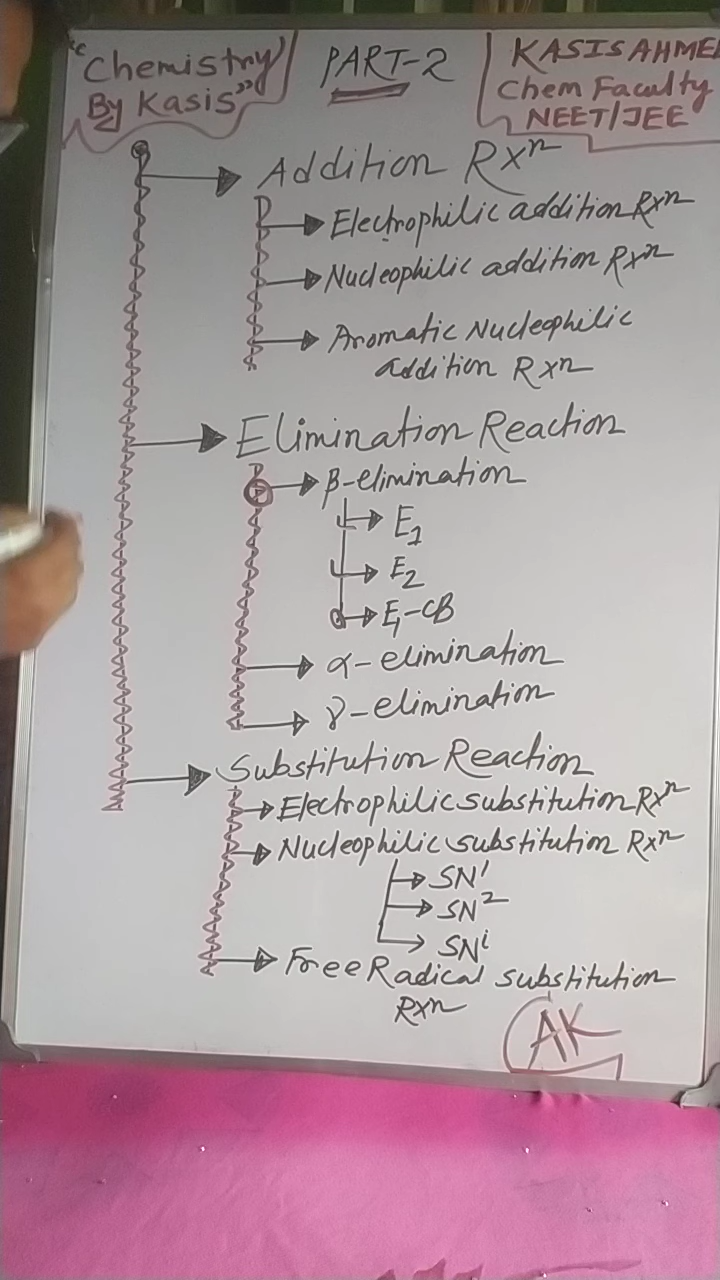 "Chemistry
By Kasis"
PART-2
KASIS AHME
Chem Faculty
NEET/JEE
Addition Rxⁿ
Electrophilic addition Rxⁿ
Nucleophilic addition Rxⁿ
Aromatic Nucleophilic
addition Rxn
Elimination Reaction
β-elimination
E₁
E₂
E₁-CB
α-elimination
γ-elimination
Substitution Reaction
Electrophilic substitution Rxⁿ
Nucleophilic substitution Rxⁿ
SN¹
SN²
SNⁱ
Free Radical substitution
Rxn
AK